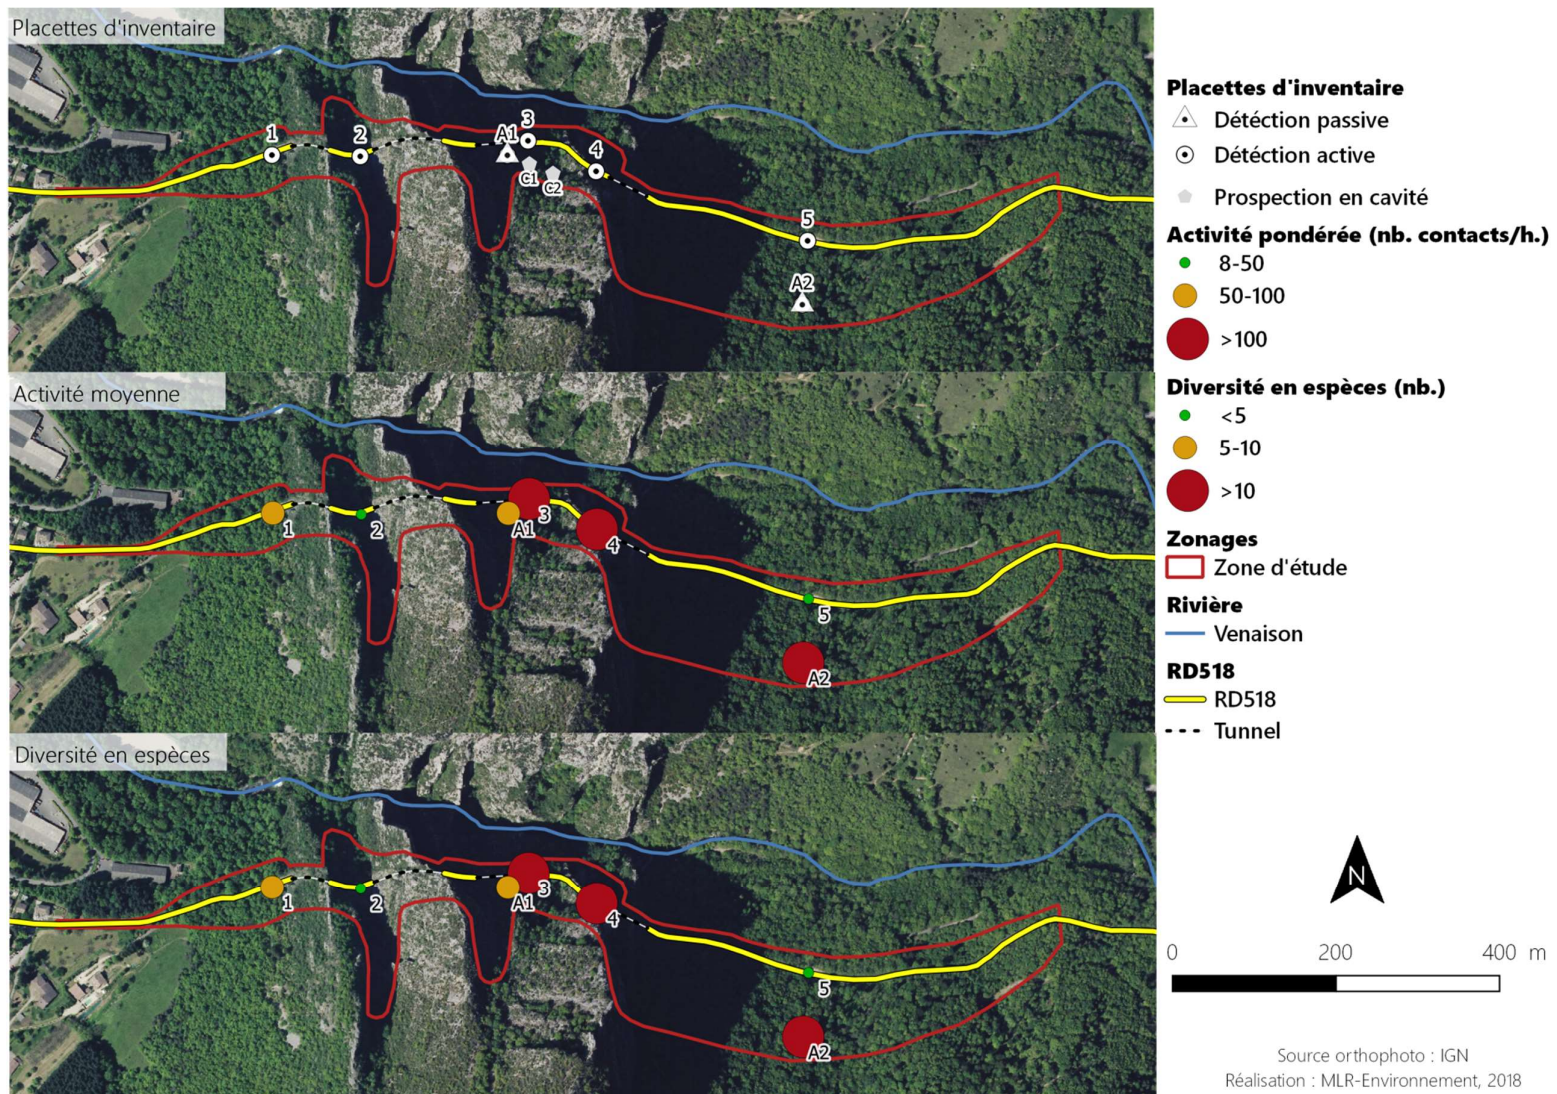 Placettes d'inventaire
1
2
A1
3
C1
C2
4
5
A2
Activité moyenne
1
2
A1
3
4
5
A2
Diversité en espèces
1
2
A1
3
4
5
A2
Placettes d'inventaire
Détéction passive
Détéction active
Prospection en cavité
Activité pondérée (nb. contacts/h.)
8-50
50-100
>100
Diversité en espèces (nb.)
<5
5-10
>10
Zonages
Zone d'étude
Rivière
Venaison
RD518
RD518
Tunnel
N
0 200 400 m
Source orthophoto : IGN
Réalisation : MLR-Environnement, 2018